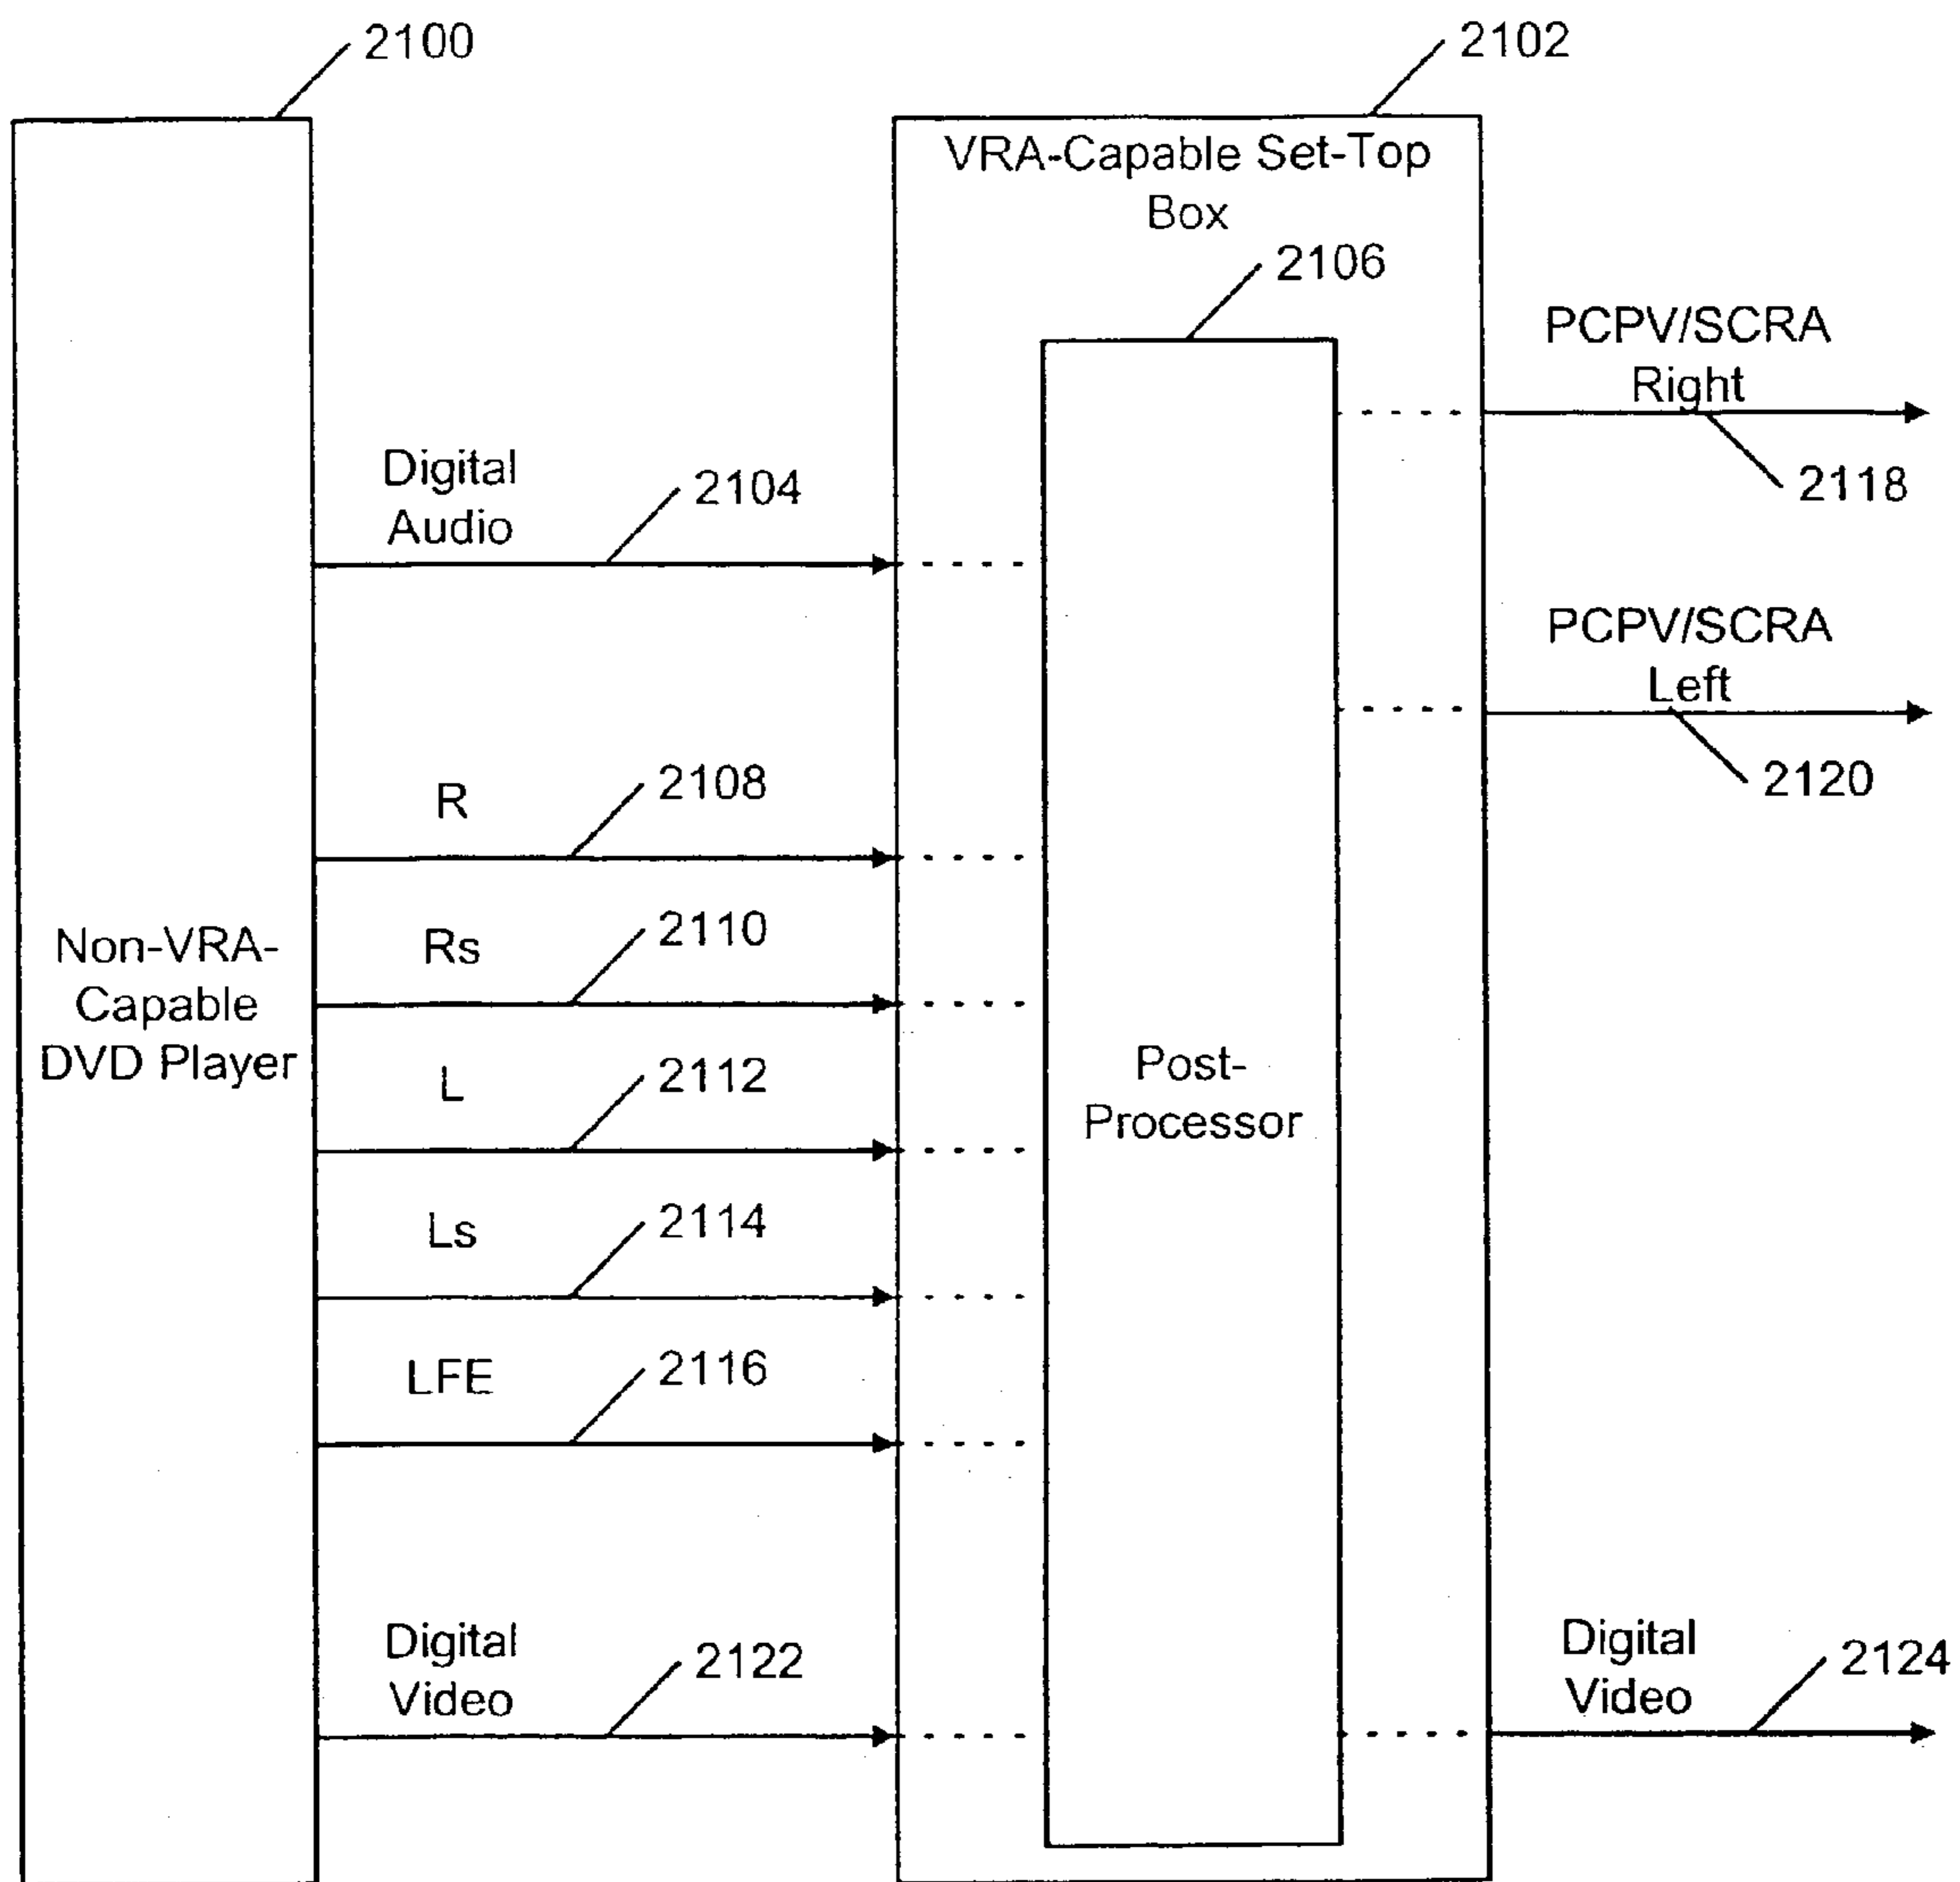 2100
2102
VRA-Capable Set-Top
Box
2106
PCPV/SCRA
Right
2118
Digital
Audio
2104
PCPV/SCRA
Left
2120
R
2108
Non-VRA-
Capable
DVD Player
Rs
2110
L
2112
Post-
Processor
Ls
2114
LFE
2116
Digital
Video
2122
Digital
Video
2124